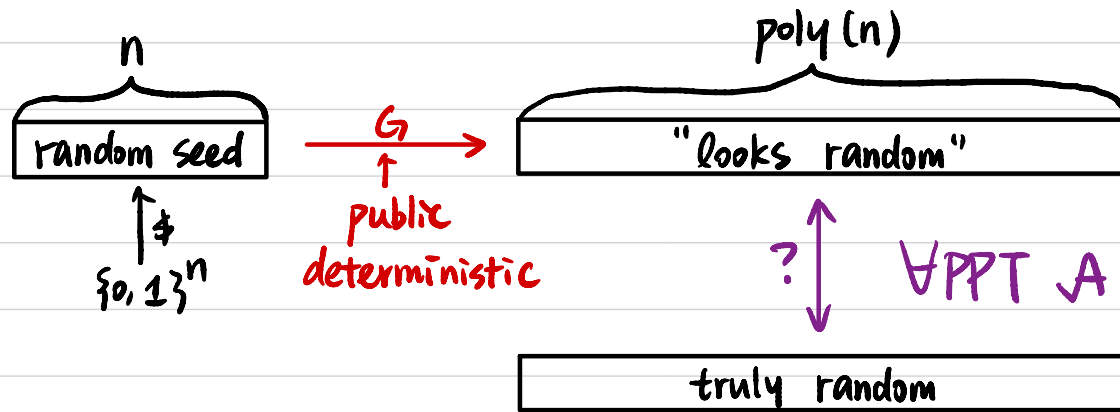 n
poly(n)
random seed
G
"looks random"
public
deterministic
$
{0,1}ⁿ
?
∀PPT A
truly random